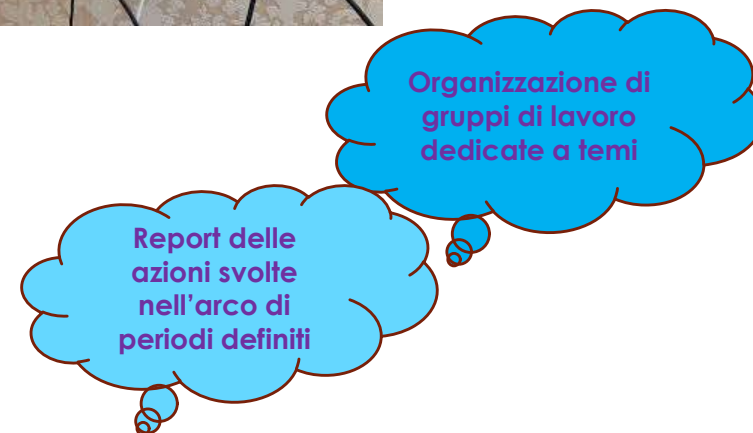 Organizzazione di
gruppi di lavoro
dedicate a temi
Report delle
azioni svolte
nell'arco di
periodi definiti